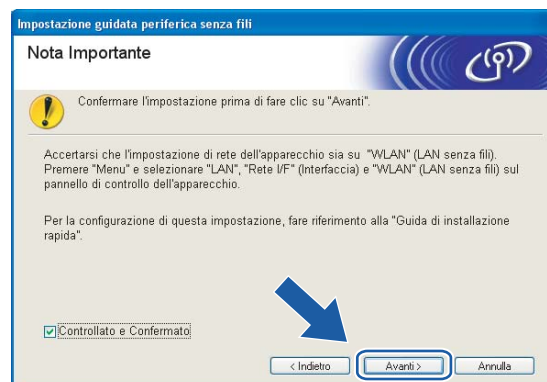 Impostazione guidata periferica senza fili
Nota Importante
Confermare l'impostazione prima di fare clic su "Avanti".
Accertarsi che l'impostazione di rete dell'apparecchio sia su "WLAN" (LAN senza fili).
Premere "Menu" e selezionare "LAN", "Rete I/F" (Interfaccia) e "WLAN" (LAN senza fili) sul
pannello di controllo dell'apparecchio.
Per la configurazione di questa impostazione, fare riferimento alla "Guida di installazione
rapida".
Controllato e Confermato
< Indietro
Avanti >
Annulla